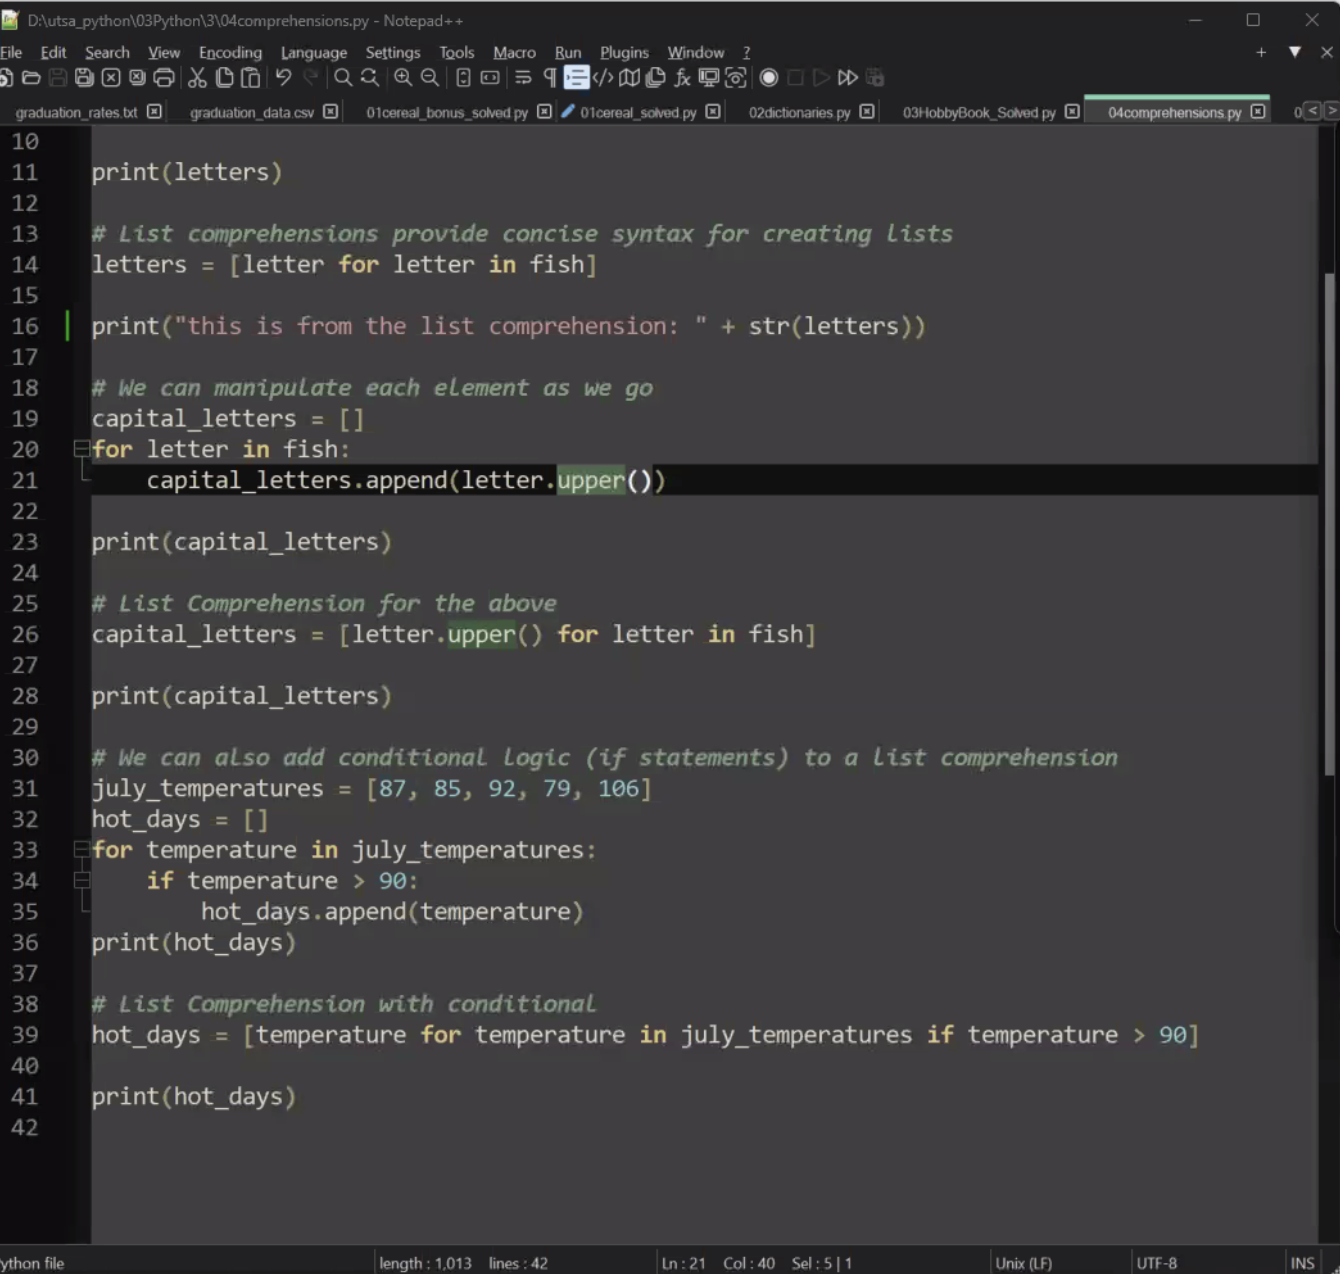 D:\utsa_python\03Python\3\04comprehensions.py - Notepad++
File Edit Search View Encoding Language Settings Tools Macro Run Plugins Window ?
graduation_rates.txt graduation_data.csv 01cereal_bonus_solved.py 01cereal_solved.py 02dictionaries.py 03HobbyBook_Solved.py 04comprehensions.py 0
10
11 print(letters)
12
13 # List comprehensions provide concise syntax for creating lists
14 letters = [letter for letter in fish]
15
16 print("this is from the list comprehension: " + str(letters))
17
18 # We can manipulate each element as we go
19 capital_letters = []
20 for letter in fish:
21     capital_letters.append(letter.upper())
22
23 print(capital_letters)
24
25 # List Comprehension for the above
26 capital_letters = [letter.upper() for letter in fish]
27
28 print(capital_letters)
29
30 # We can also add conditional logic (if statements) to a list comprehension
31 july_temperatures = [87, 85, 92, 79, 106]
32 hot_days = []
33 for temperature in july_temperatures:
34     if temperature > 90:
35         hot_days.append(temperature)
36 print(hot_days)
37
38 # List Comprehension with conditional
39 hot_days = [temperature for temperature in july_temperatures if temperature > 90]
40
41 print(hot_days)
42
ython file length : 1,013 lines : 42 Ln : 21 Col : 40 Sel : 5 | 1 Unix (LF) UTF-8 INS